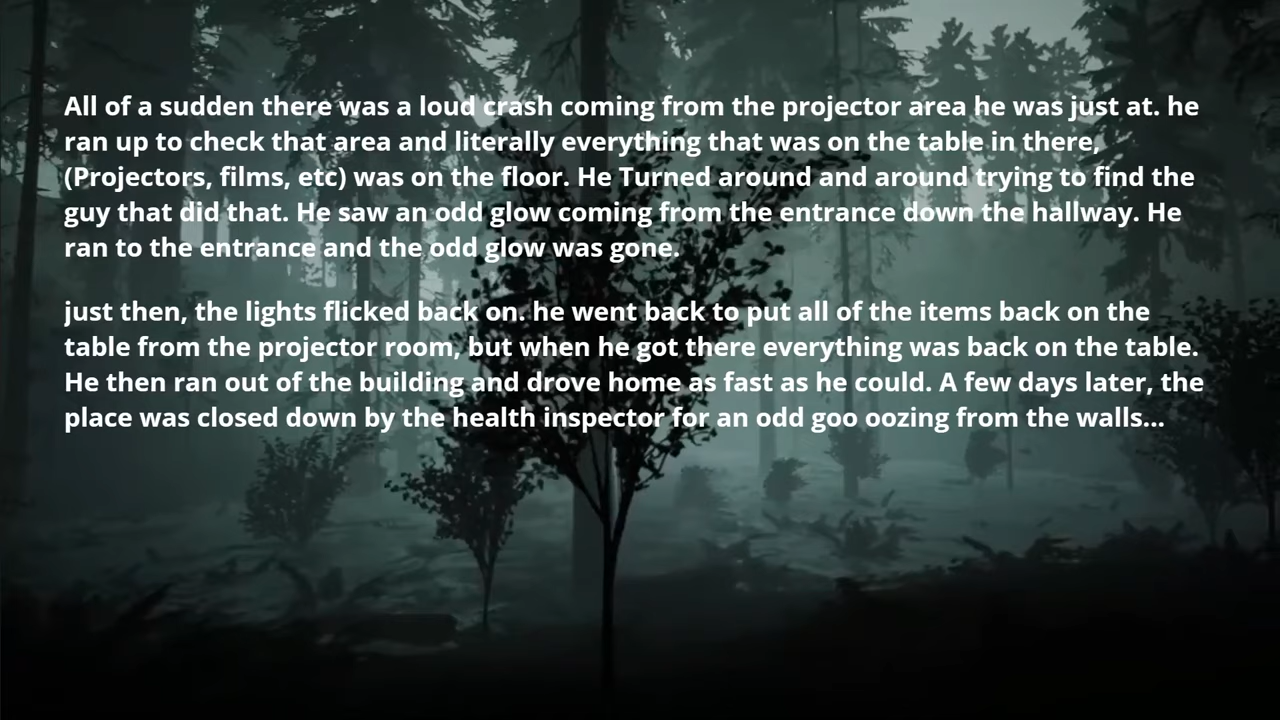 All of a sudden there was a loud crash coming from the projector area he was just at. he
ran up to check that area and literally everything that was on the table in there,
(Projectors, films, etc) was on the floor. He Turned around and around trying to find the
guy that did that. He saw an odd glow coming from the entrance down the hallway. He
ran to the entrance and the odd glow was gone.
just then, the lights flicked back on. he went back to put all of the items back on the
table from the projector room, but when he got there everything was back on the table.
He then ran out of the building and drove home as fast as he could. A few days later, the
place was closed down by the health inspector for an odd goo oozing from the walls...